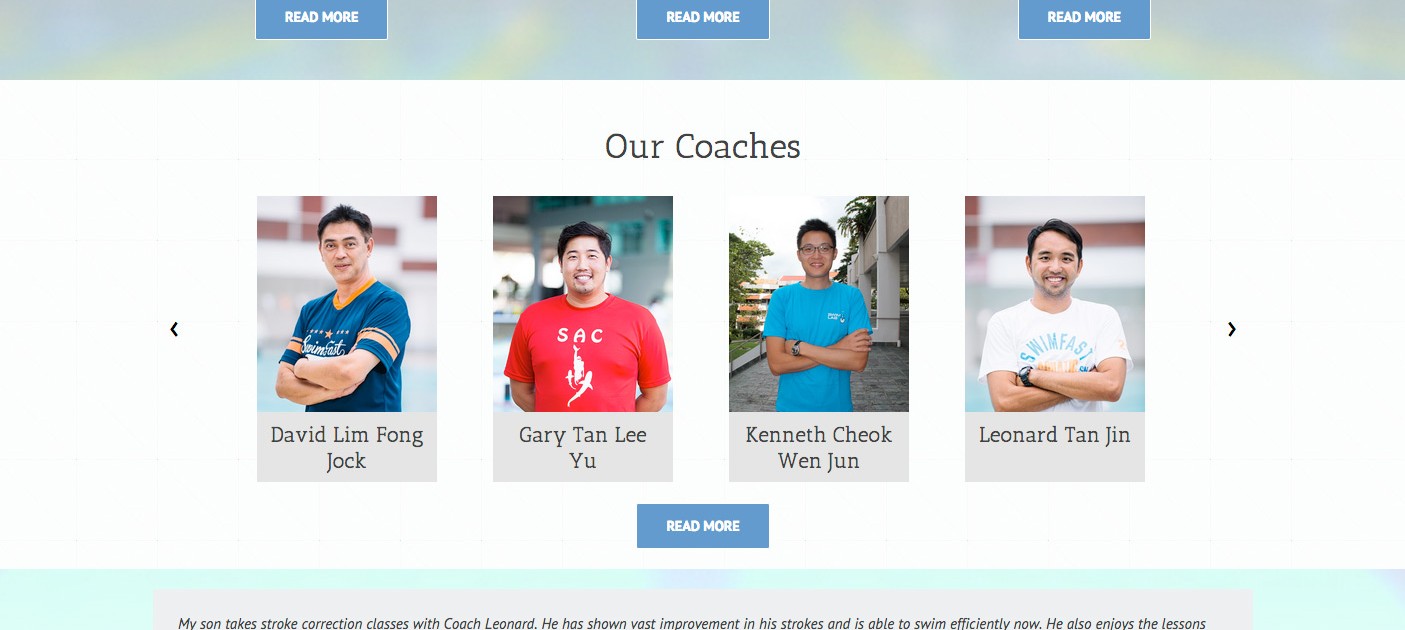 READ MORE READ MORE READ MORE
Our Coaches
SwimFast
SAC
SWIMFAST
David Lim Fong
Jock
Gary Tan Lee
Yu
Kenneth Cheok
Wen Jun
Leonard Tan Jin
READ MORE
My son takes stroke correction classes with Coach Leonard. He has shown vast improvement in his strokes and is able to swim efficiently now. He also enjoys the lessons